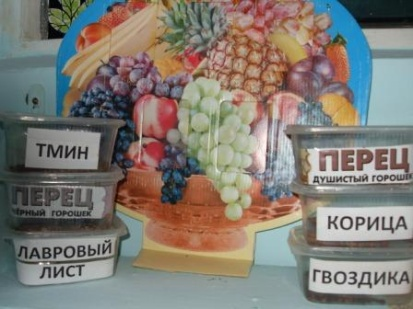 ТМИН
ПЕРЕЦ
ЧЁРНЫЙ ГОРОШЕК
ЛАВРОВЫЙ
ЛИСТ
ПЕРЕЦ
ДУШИСТЫЙ ГОРОШЕК
КОРИЦА
ГВОЗДИКА